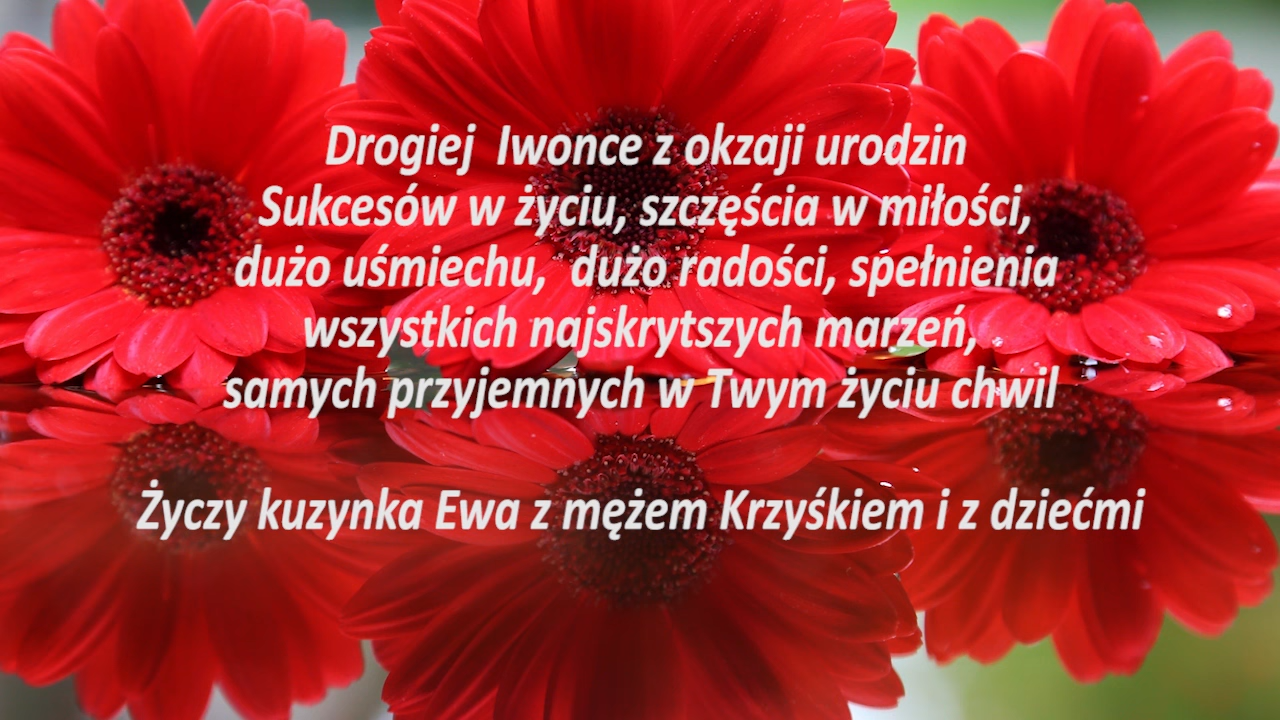 Drogiej Iwonce z okzaji urodzin
Sukcesów w życiu, szczęścia w miłości,
dużo uśmiechu, dużo radości, spełnienia
wszystkich najskrytszych marzeń,
samych przyjemnych w Twym życiu chwil
Życzy kuzynka Ewa z mężem Krzyśkiem i z dziećmi